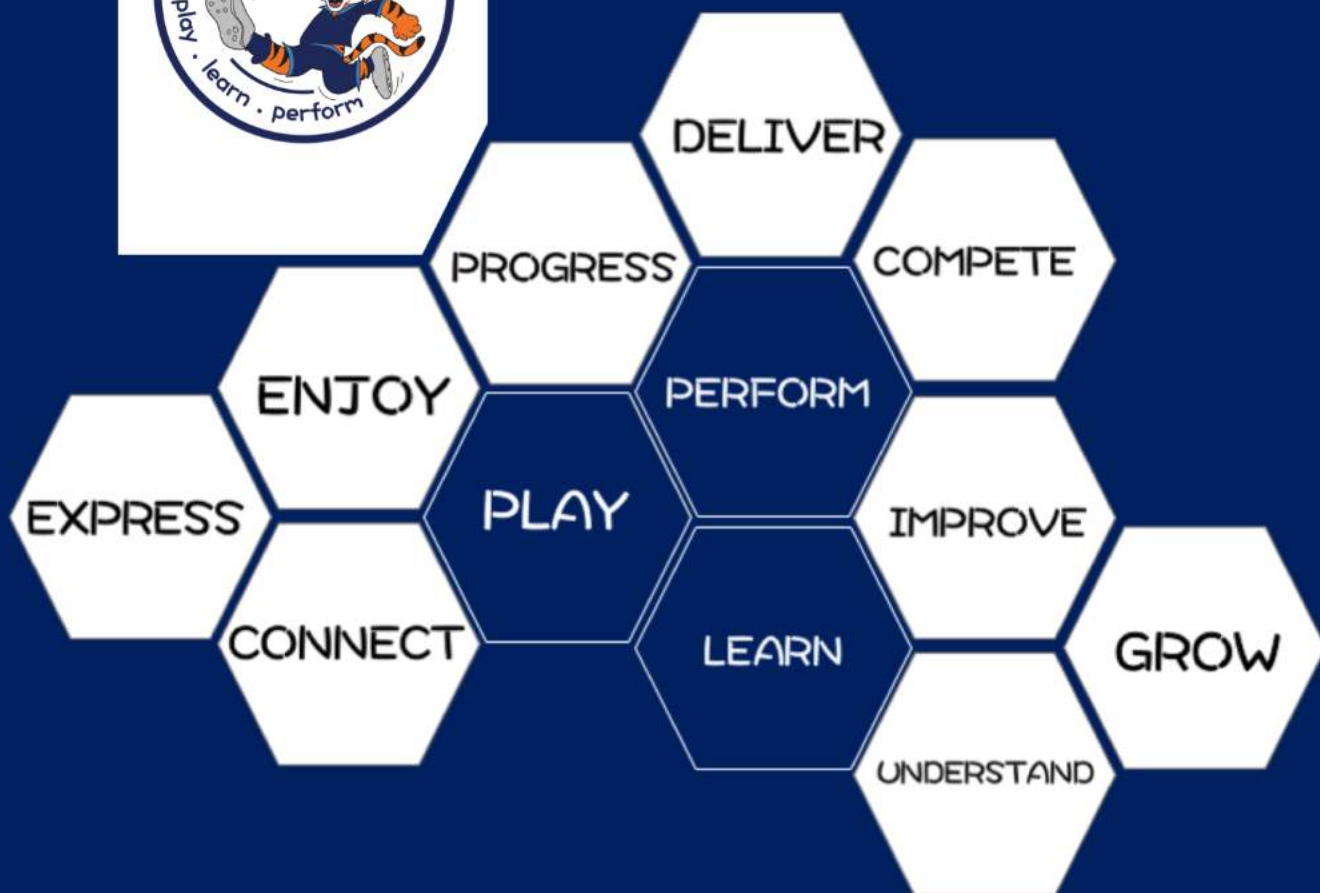 play . learn . perform
DELIVER
PROGRESS
COMPETE
ENJOY
PERFORM
EXPRESS
PLAY
IMPROVE
CONNECT
LEARN
GROW
UNDERSTAND